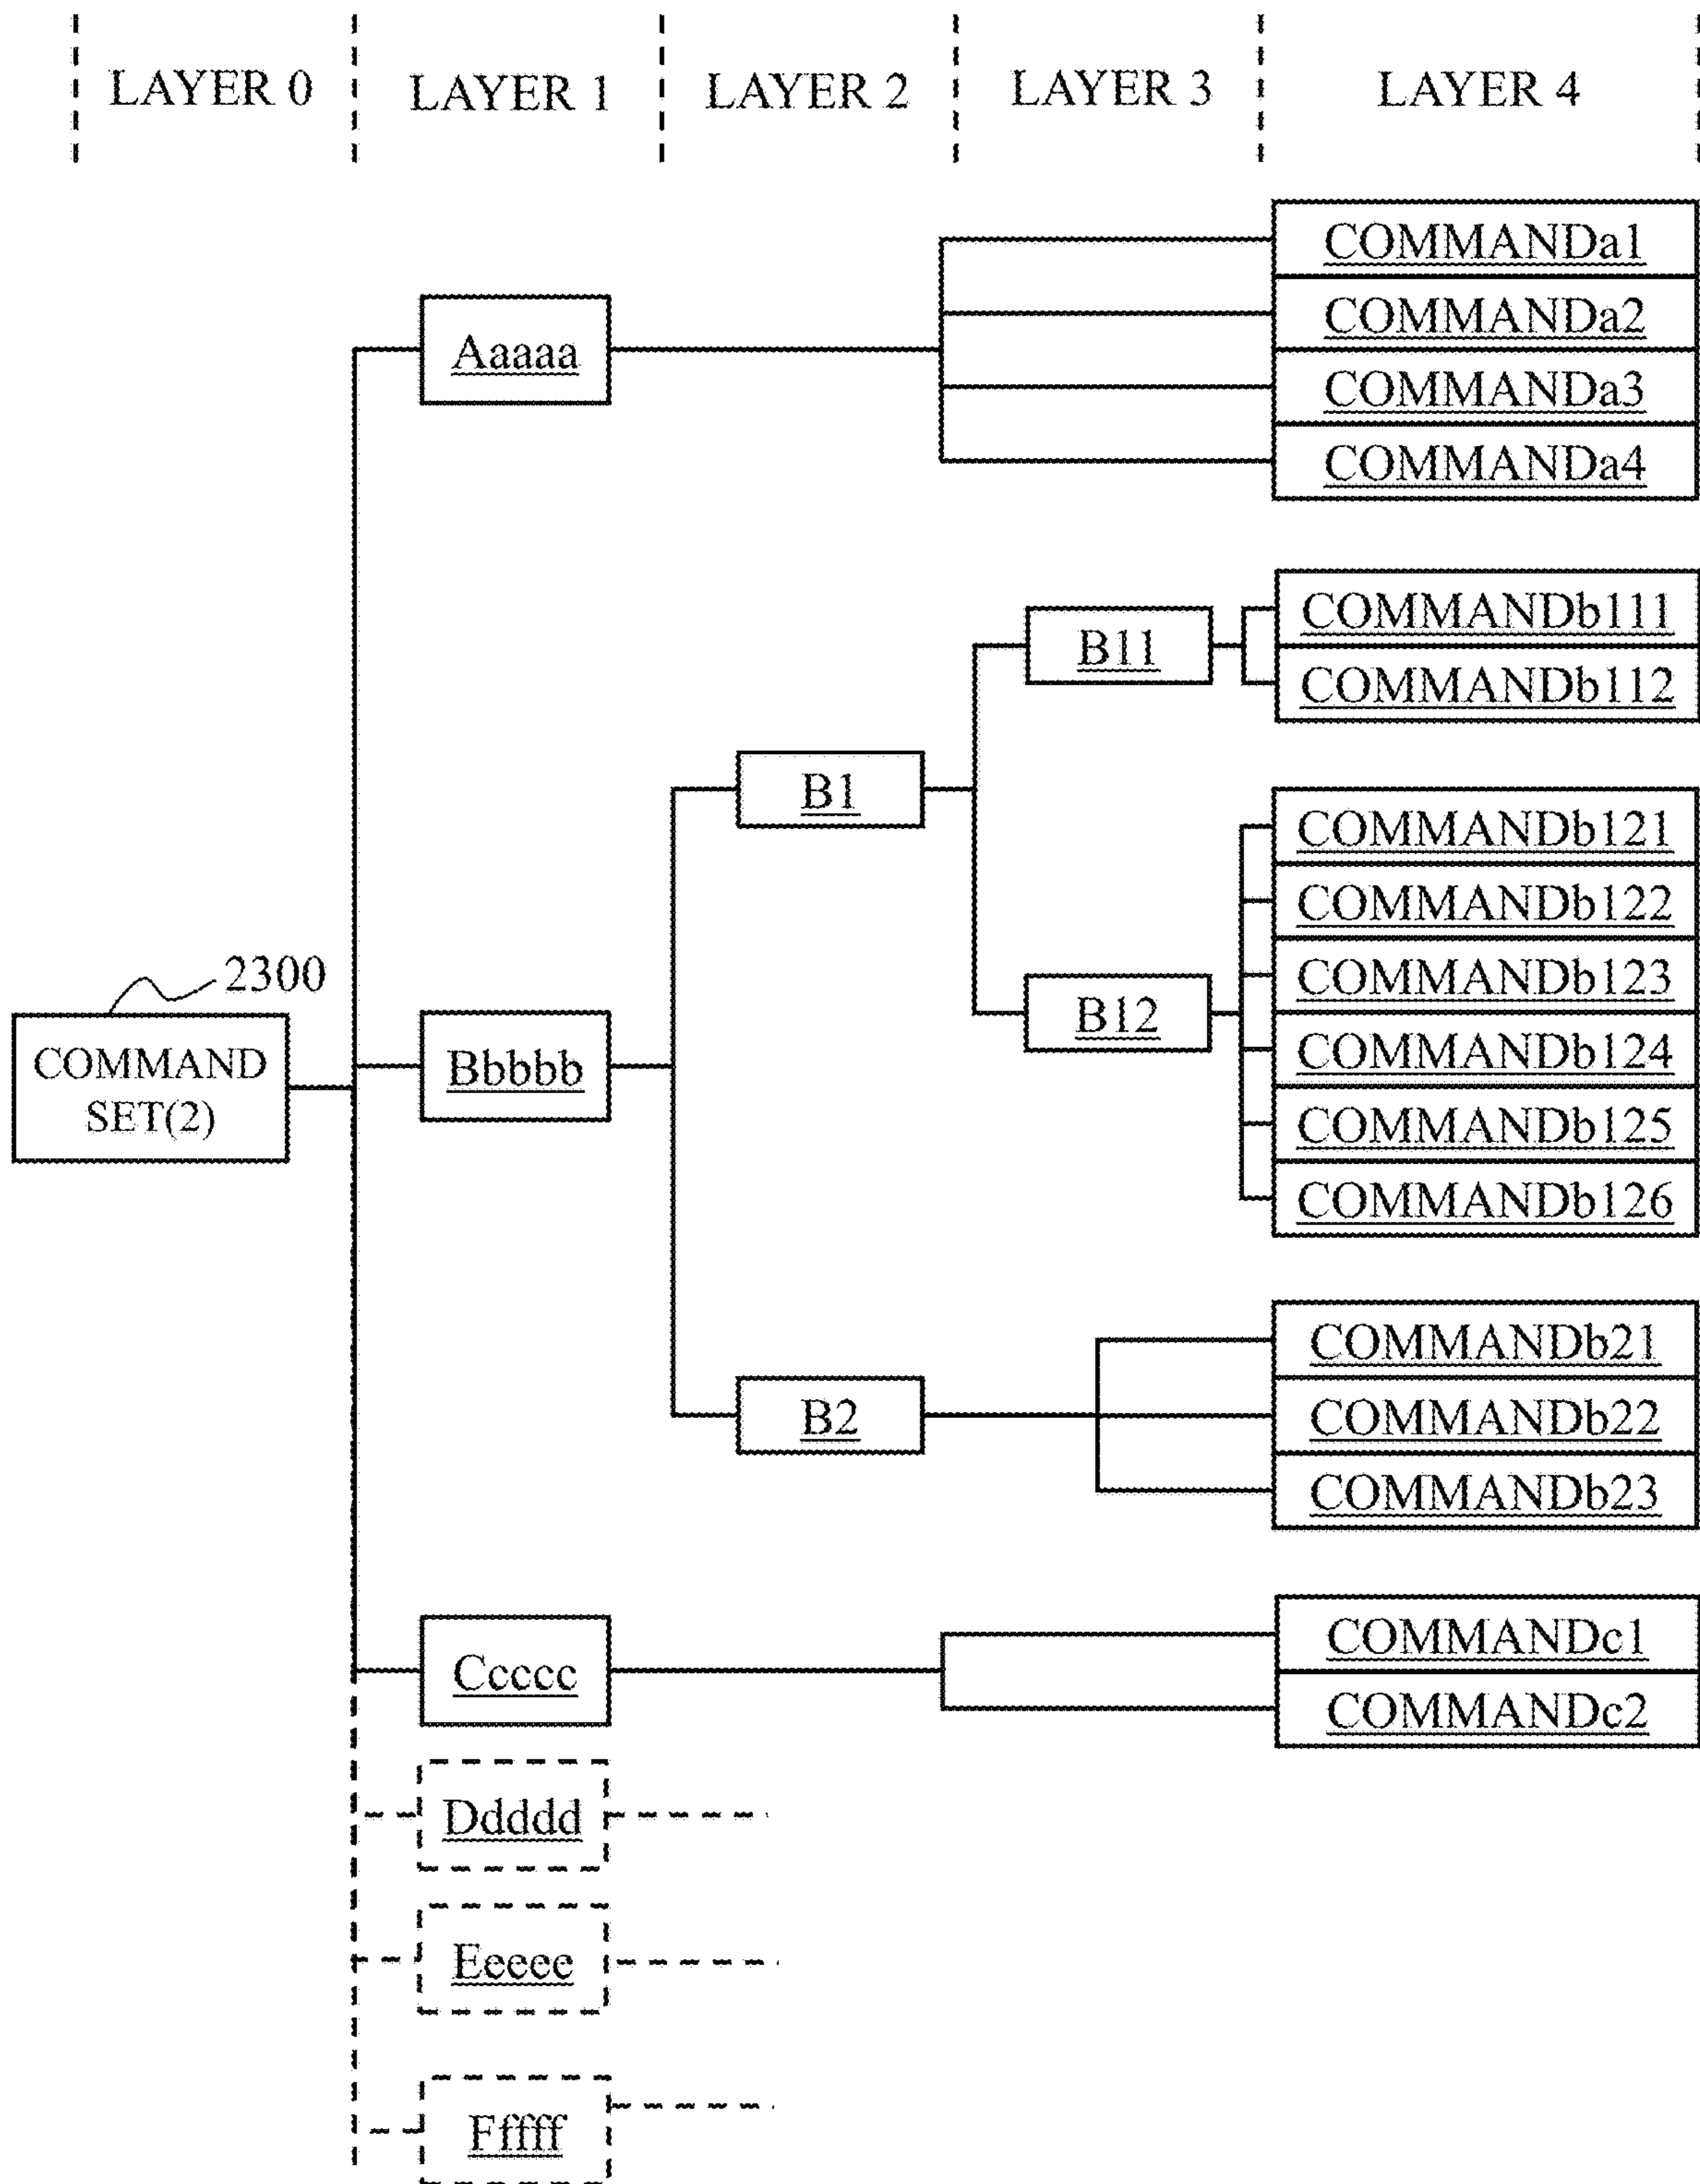 LAYER 0
LAYER 1
LAYER 2
LAYER 3
LAYER 4
COMMANDa1
COMMANDa2
Aaaaa
COMMANDa3
COMMANDa4
COMMANDb111
B11
COMMANDb112
B1
COMMANDb121
COMMANDb122
2300
COMMANDb123
B12
COMMANDb124
COMMAND
SET(2)
Bbbbb
COMMANDb125
COMMANDb126
COMMANDb21
B2
COMMANDb22
COMMANDb23
COMMANDc1
Ccccc
COMMANDc2
Ddddd
Eeeee
Fffff